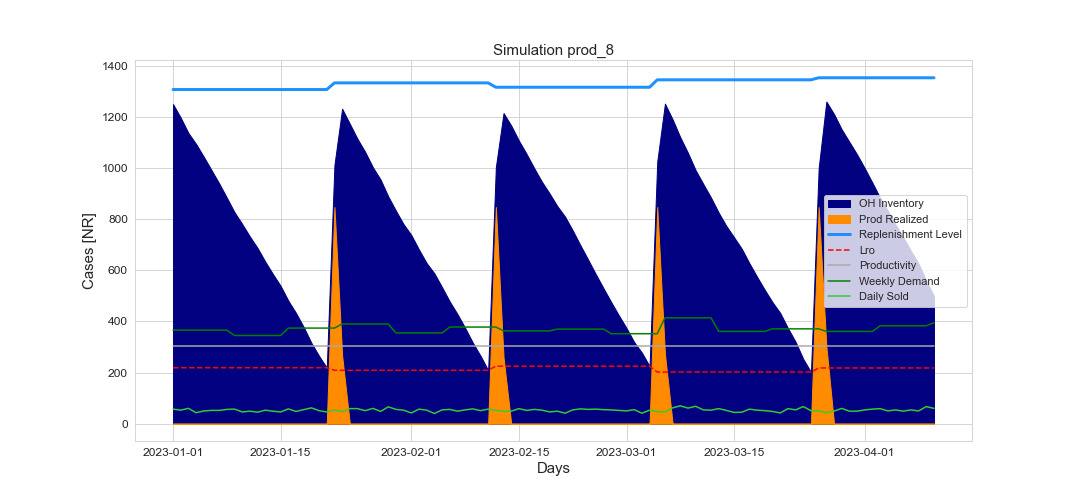 Simulation prod_8
1400
1200
1000
800
600
400
200
0
Cases [NR]
OH Inventory
Prod Realized
Replenishment Level
Lro
Productivity
Weekly Demand
Daily Sold
2023-01-01
2023-01-15
2023-02-01
2023-02-15
2023-03-01
2023-03-15
2023-04-01
Days